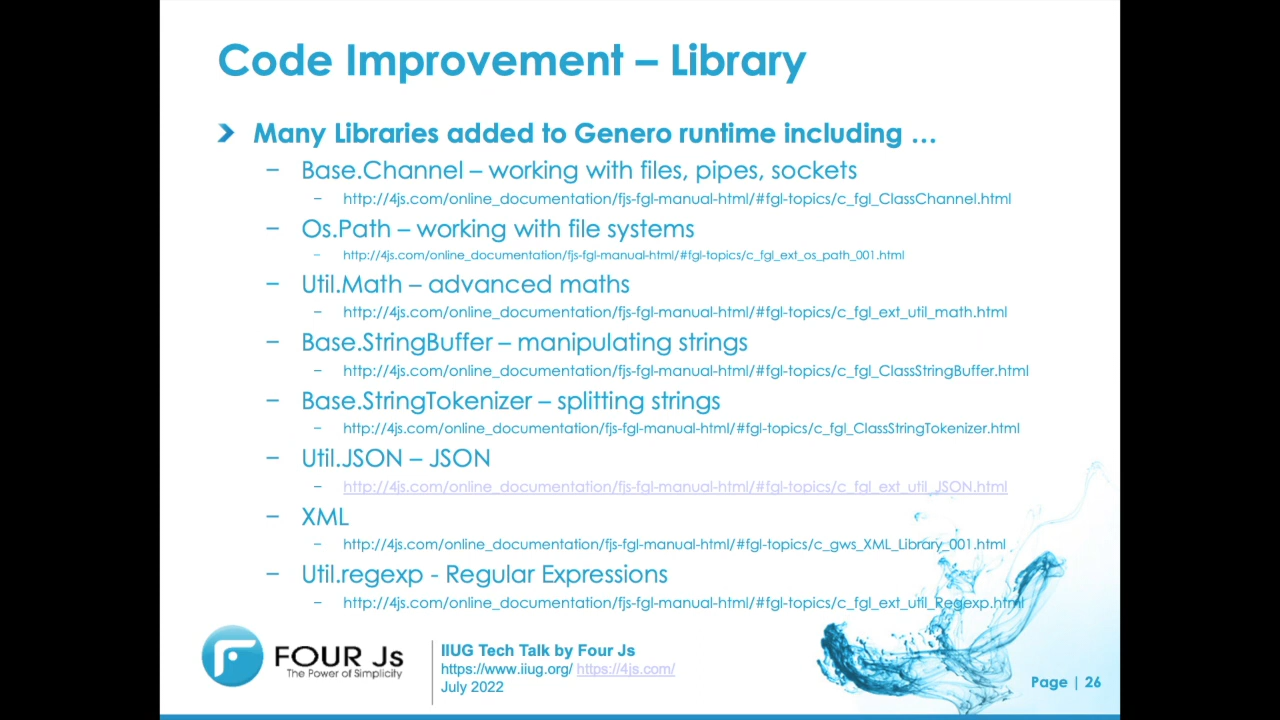 Code Improvement – Library
Many Libraries added to Genero runtime including …
– Base.Channel – working with files, pipes, sockets
– http://4js.com/online_documentation/fjs-fgl-manual-html/#fgl-topics/c_fgl_ClassChannel.html
– Os.Path – working with file systems
– http://4js.com/online_documentation/fjs-fgl-manual-html/#fgl-topics/c_fgl_ext_os_path_001.html
– Util.Math – advanced maths
– http://4js.com/online_documentation/fjs-fgl-manual-html/#fgl-topics/c_fgl_ext_util_math.html
– Base.StringBuffer – manipulating strings
– http://4js.com/online_documentation/fjs-fgl-manual-html/#fgl-topics/c_fgl_ClassStringBuffer.html
– Base.StringTokenizer – splitting strings
– http://4js.com/online_documentation/fjs-fgl-manual-html/#fgl-topics/c_fgl_ClassStringTokenizer.html
– Util.JSON – JSON
– http://4js.com/online_documentation/fjs-fgl-manual-html/#fgl-topics/c_fgl_ext_util_JSON.html
– XML
– http://4js.com/online_documentation/fjs-fgl-manual-html/#fgl-topics/c_gws_XML_Library_001.html
– Util.regexp - Regular Expressions
– http://4js.com/online_documentation/fjs-fgl-manual-html/#fgl-topics/c_fgl_ext_util_Regexp.html
FOUR Js
The Power of Simplicity
IIUG Tech Talk by Four Js
https://www.iiug.org/ https://4js.com/
July 2022
Page | 26